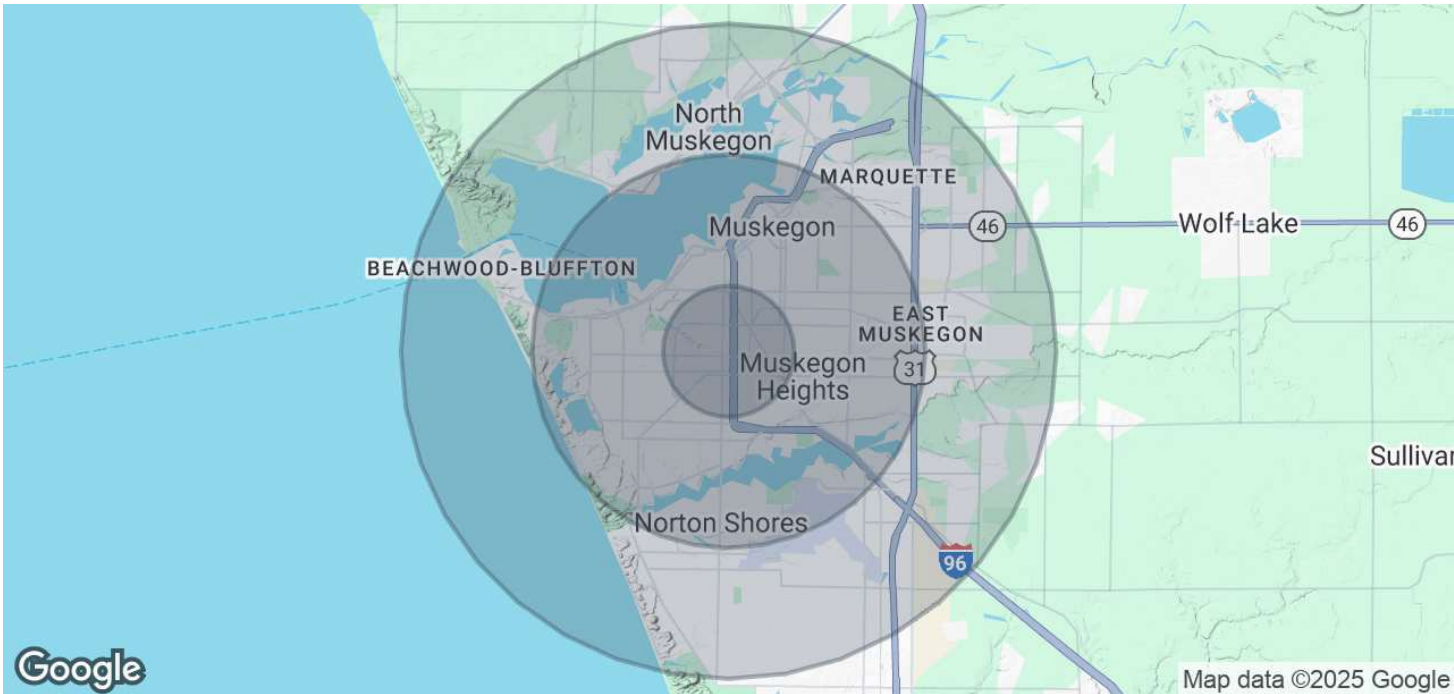 North
Muskegon
MARQUETTE
Muskegon
46
Wolf Lake
46
BEACHWOOD-BLUFFTON
EAST
MUSKEGON
31
Muskegon
Heights
Sullivar
Norton Shores
96
Google
Map data ©2025 Google